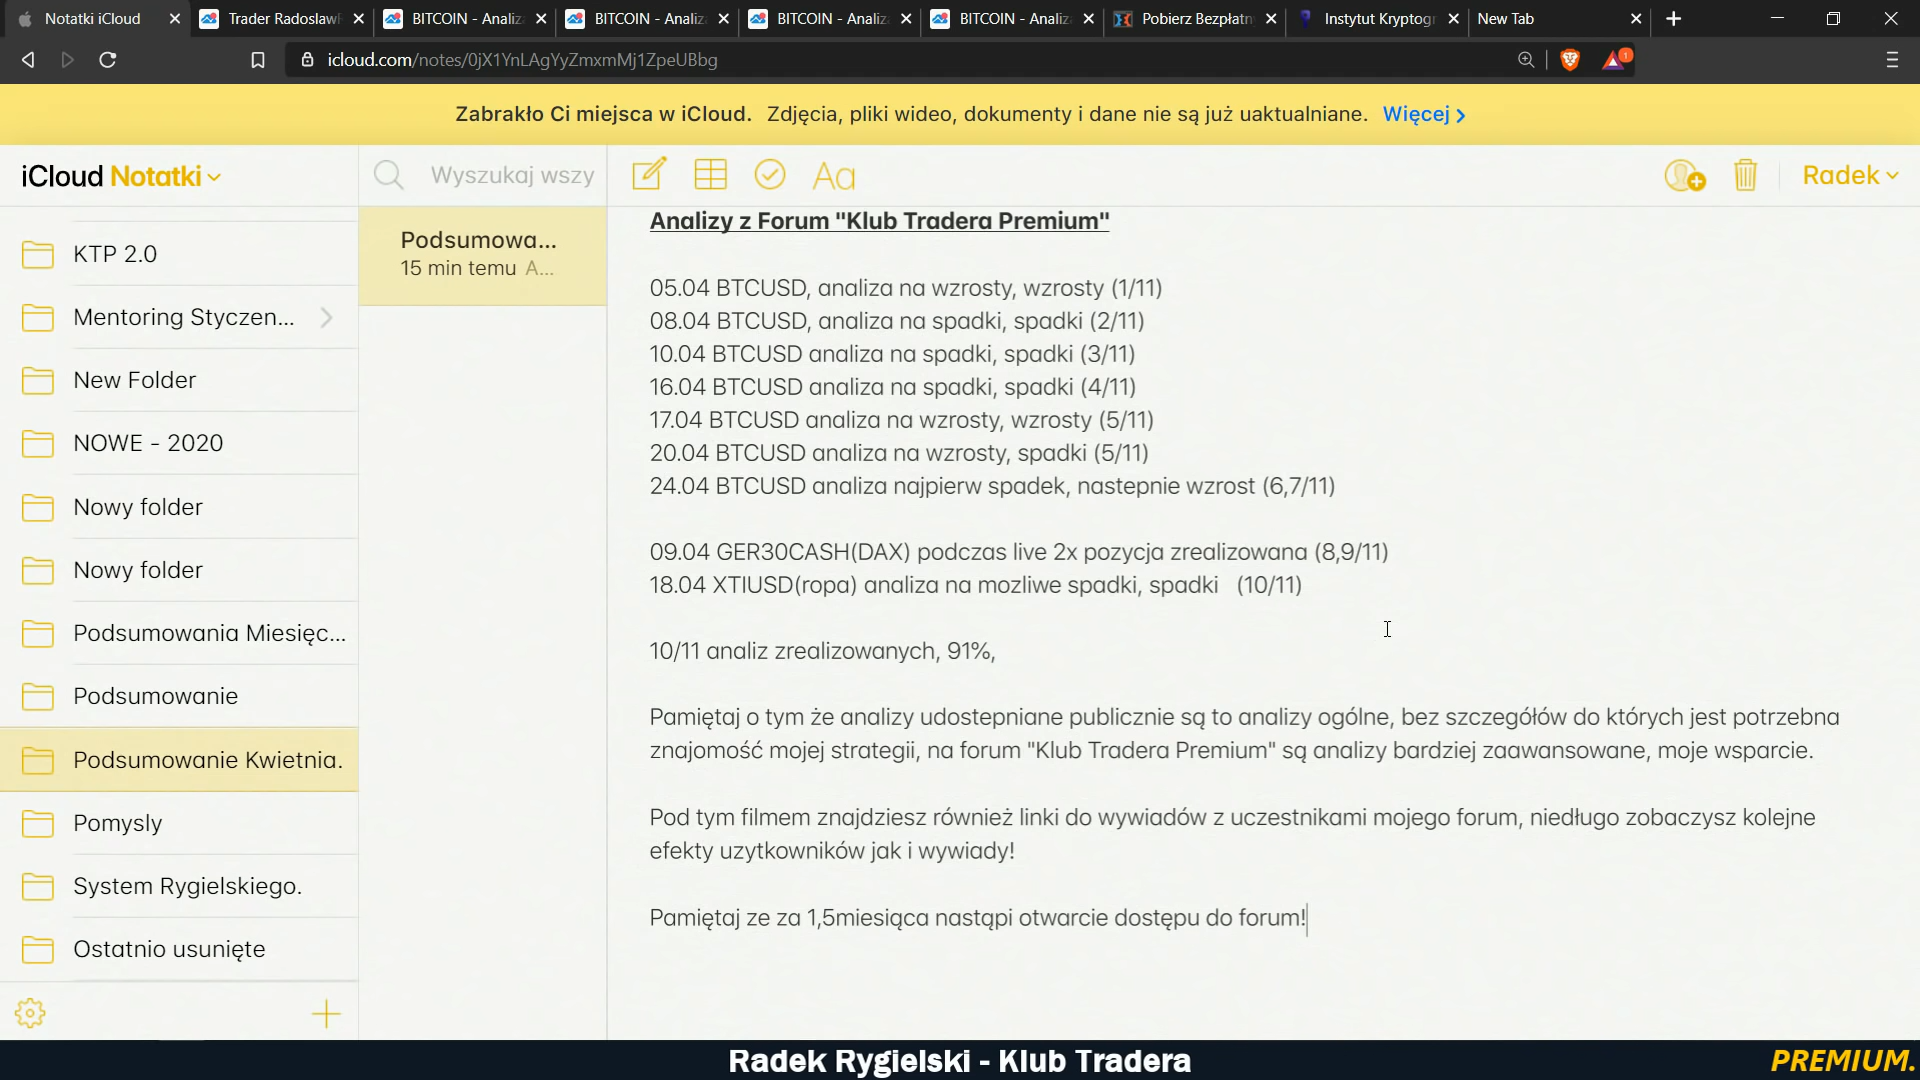 Notatki iCloud
Trader Radoslaw
BITCOIN - Analiz
BITCOIN - Analiz
BITCOIN - Analiz
BITCOIN - Analiz
Pobierz Bezpłatn
Instytut Kryptogr
New Tab
icloud.com/notes/0jX1YnLAgYyZmxmMj1ZpeUBbg
1
Zabrakło Ci miejsca w iCloud. Zdjęcia, pliki wideo, dokumenty i dane nie są już uaktualniane. Więcej
iCloud Notatki
Wyszukaj wszy
Aa
Radek
KTP 2.0
Mentoring Styczen...
New Folder
NOWE - 2020
Nowy folder
Nowy folder
Podsumowania Miesięc...
Podsumowanie
Podsumowanie Kwietnia.
Pomysly
System Rygielskiego.
Ostatnio usunięte
Podsumowa...
15 min temu A...
Analizy z Forum "Klub Tradera Premium"
05.04 BTCUSD, analiza na wzrosty, wzrosty (1/11)
08.04 BTCUSD, analiza na spadki, spadki (2/11)
10.04 BTCUSD analiza na spadki, spadki (3/11)
16.04 BTCUSD analiza na spadki, spadki (4/11)
17.04 BTCUSD analiza na wzrosty, wzrosty (5/11)
20.04 BTCUSD analiza na wzrosty, spadki (5/11)
24.04 BTCUSD analiza najpierw spadek, nastepnie wzrost (6,7/11)
09.04 GER30CASH(DAX) podczas live 2x pozycja zrealizowana (8,9/11)
18.04 XTIUSD(ropa) analiza na mozliwe spadki, spadki (10/11)
10/11 analiz zrealizowanych, 91%,
Pamiętaj o tym że analizy udostepniane publicznie są to analizy ogólne, bez szczegółów do których jest potrzebna
znajomość mojej strategii, na forum "Klub Tradera Premium" są analizy bardziej zaawansowane, moje wsparcie.
Pod tym filmem znajdziesz również linki do wywiadów z uczestnikami mojego forum, niedługo zobaczysz kolejne
efekty uzytkowników jak i wywiady!
Pamiętaj ze za 1,5miesiąca nastąpi otwarcie dostępu do forum!
Radek Rygielski - Klub Tradera
PREMIUM.